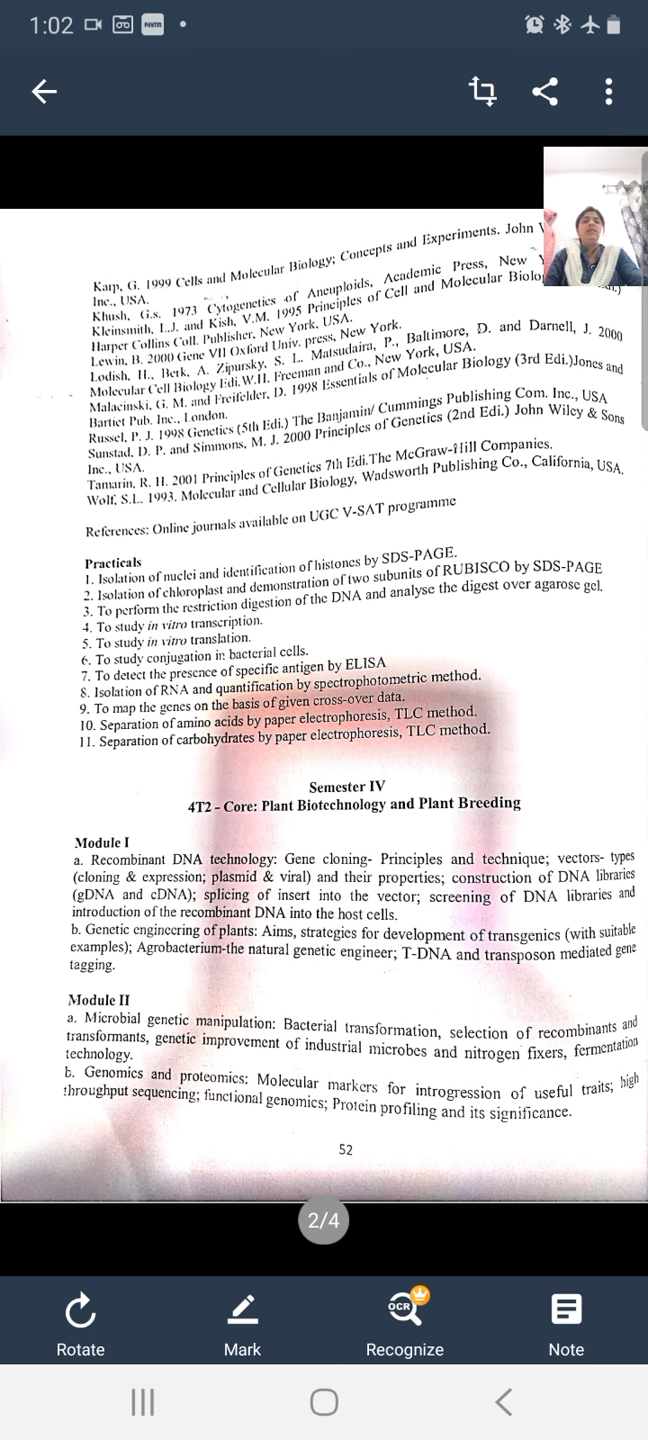 1:02
Karp, G. 1999 Cells and Molecular Biology; Concepts and Experiments. John
Inc., USA.
Khush, G.s. 1973 Cytogenetics of Aneuploids, Academic Press, New
Kleinsmith, L.J. and Kish, V.M. 1995 Principles of Cell and Molecular
Harper Collins Coll. Publisher, New York, USA.
Lewin, B. 2000 Gene VII Oxford Univ. press, New York.
Lodish, H., Berk, A. Zipursky, S. L. Matsudaira, P., Baltimore, D. and Darnell, J. 2000
Molecular Cell Biology Edi.W.H. Freeman and Co., New York, USA.
Malacinski, G. M. and Freifelder, D. 1998 Essentials of Molecular Biology (3rd Edi.)Jones and
Bartiet Pub. Inc., London.
Russel, P. J. 1998 Genetics (5th Edi.) The Banjamin/ Cummings Publishing Com. Inc., USA
Sunstad, D. P. and Simmons, M. J. 2000 Principles of Genetics (2nd Edi.) John Wiley & Sons
Inc., USA.
Tamarin, R. H. 2001 Principles of Genetics 7th Edi.The McGraw-Hill Companies.
Wolf, S.L. 1993. Molecular and Cellular Biology, Wadsworth Publishing Co., California, USA.
References: Online journals available on UGC V-SAT programme
Practicals
1. Isolation of nuclei and identification of histones by SDS-PAGE.
2. Isolation of chloroplast and demonstration of two subunits of RUBISCO by SDS-PAGE
3. To perform the restriction digestion of the DNA and analyse the digest over agarose gel.
4. To study in vitro transcription.
5. To study in vitro translation.
6. To study conjugation in bacterial cells.
7. To detect the presence of specific antigen by ELISA
8. Isolation of RNA and quantification by spectrophotometric method.
9. To map the genes on the basis of given cross-over data.
10. Separation of amino acids by paper electrophoresis, TLC method.
11. Separation of carbohydrates by paper electrophoresis, TLC method.
Semester IV
4T2 - Core: Plant Biotechnology and Plant Breeding
Module I
a. Recombinant DNA technology: Gene cloning- Principles and technique; vectors- types
(cloning & expression; plasmid & viral) and their properties; construction of DNA libraries
(gDNA and cDNA); splicing of insert into the vector; screening of DNA libraries and
introduction of the recombinant DNA into the host cells.
b. Genetic engineering of plants: Aims, strategies for development of transgenics (with suitable
examples); Agrobacterium-the natural genetic engineer; T-DNA and transposon mediated gene
tagging.
Module II
a. Microbial genetic manipulation: Bacterial transformation, selection of recombinants and
transformants, genetic improvement of industrial microbes and nitrogen fixers, fermentation
technology.
b. Genomics and proteomics: Molecular markers for introgression of useful traits; high
throughput sequencing; functional genomics; Protein profiling and its significance.
52
2/4
OCR
Rotate Mark Recognize Note